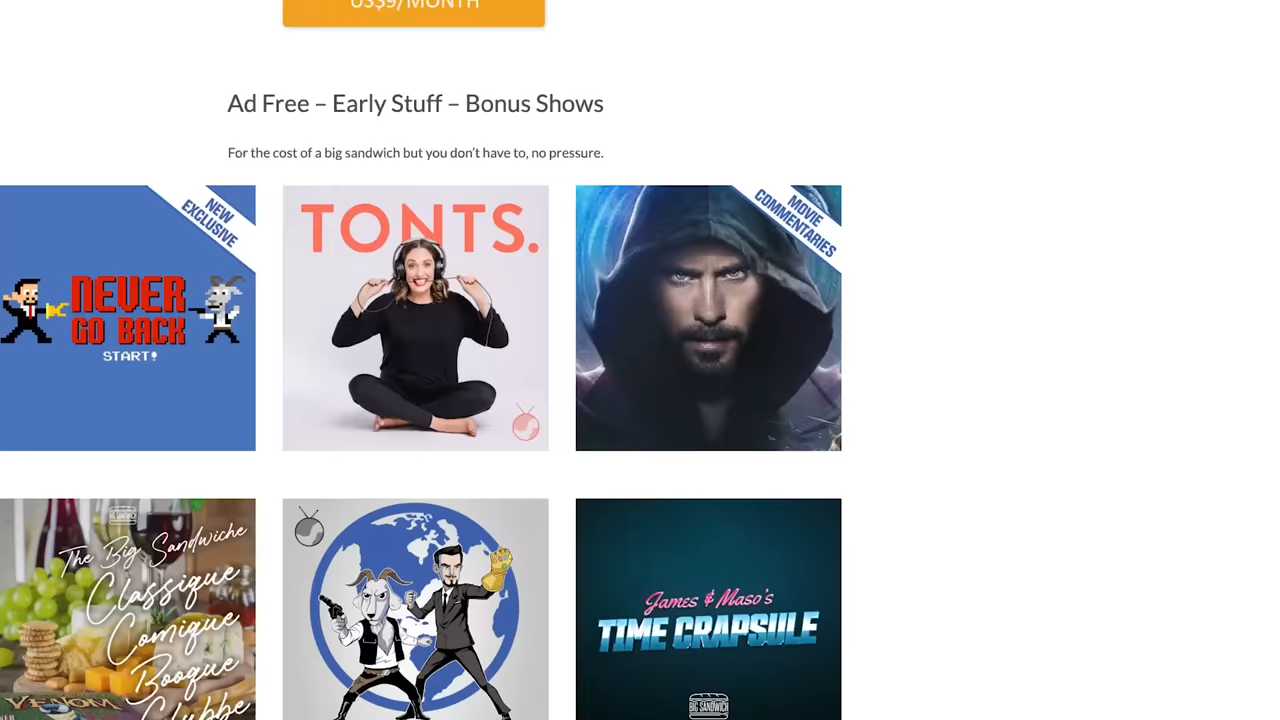 US$9/MONTH
Ad Free – Early Stuff – Bonus Shows
For the cost of a big sandwich but you don't have to, no pressure.
NEW
EXCLUSIVE
NEVER
GO BACK
START!
TONTS.
MOVIE
COMMENTARIES
The Big Sandwiche
Classique
Comique
Booque
Clubbe
VENOM
James & Maso's
TIME CRAPSULE
BIG SANDWICH